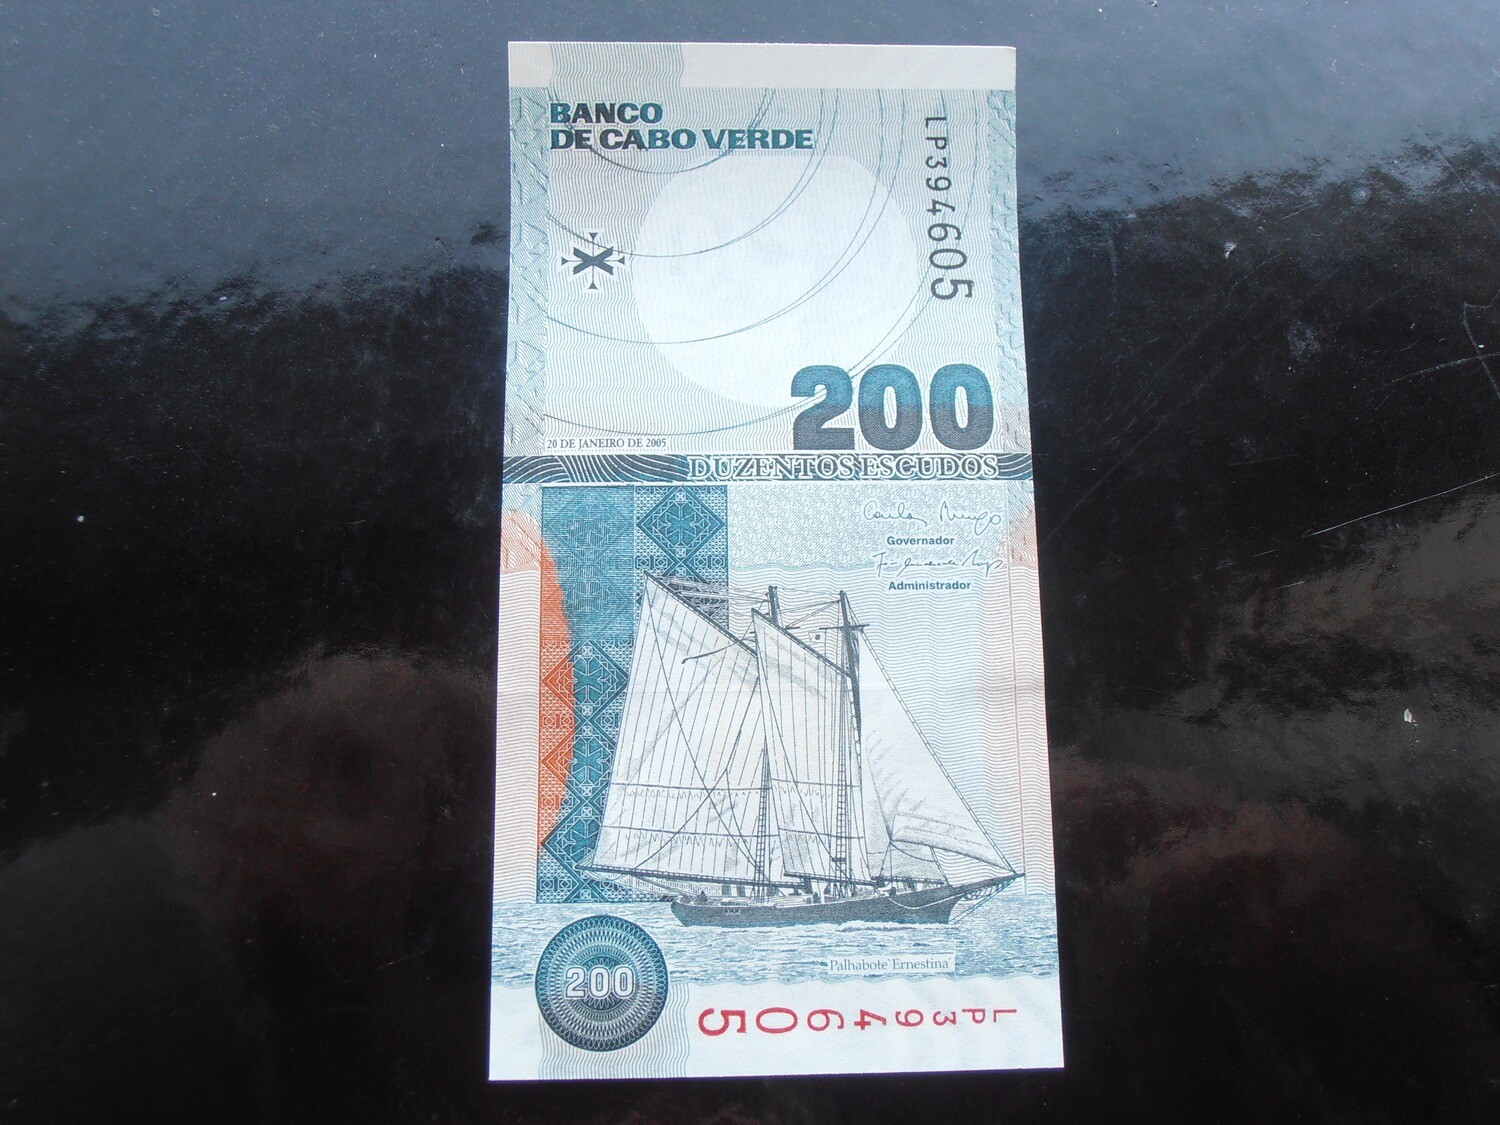 BANCO
DE CABO VERDE
LP394605
200
20 DE JANEIRO DE 2005
DUZENTOS ESCUDOS
Governador
Administrador
Palhabote`Ernestina´
200
LP394605